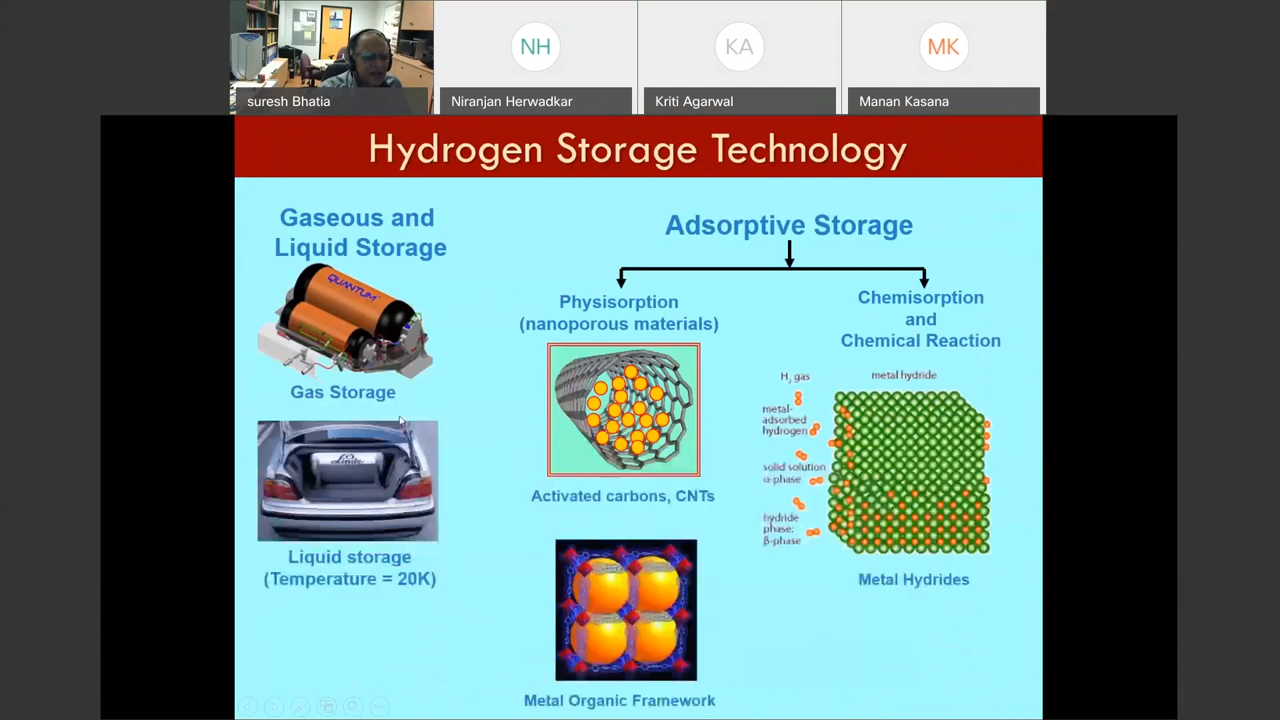 NH
KA
MK
suresh Bhatia
Niranjan Herwadkar
Kriti Agarwal
Manan Kasana
Hydrogen Storage Technology
Gaseous and
Liquid Storage
QUANTUM
Gas Storage
Linde
Liquid storage
(Temperature = 20K)
Adsorptive Storage
Physisorption
(nanoporous materials)
Activated carbons, CNTs
Metal Organic Framework
Chemisorption
and
Chemical Reaction
H2 gas
metal hydride
metal-
adsorbed
hydrogen
solid solution
α-phase
hydride
phase;
β-phase
Metal Hydrides